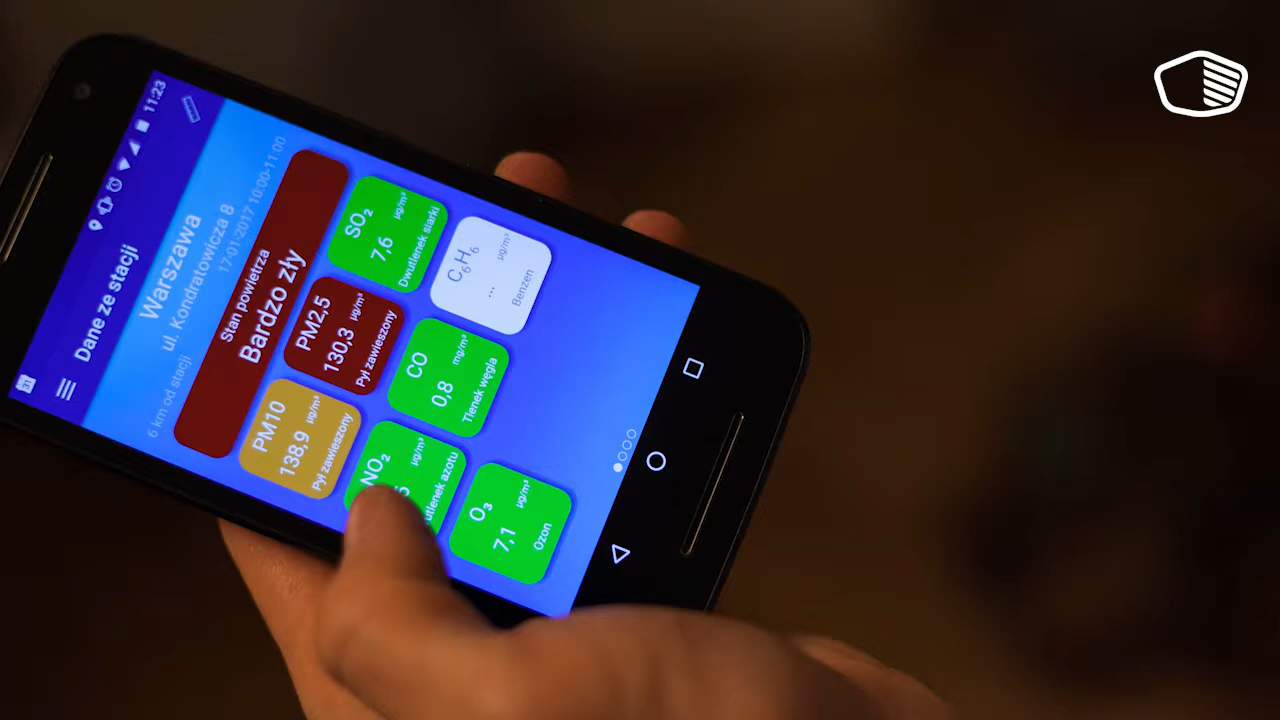 11:23
31
Dane ze stacji
Warszawa
ul. Kondratowicza 8
6 km od stacji
17-01-2017 10:00-11:00
Stan powietrza
Bardzo zły
PM10
138,9 µg/m³
Pył zawieszony
PM2,5
130,3 µg/m³
Pył zawieszony
SO₂
7,6 µg/m³
Dwutlenek siarki
NO₂
µg/m³
azotu
CO
0,8 mg/m³
Tlenek węgla
C₆H₆
... µg/m³
Benzen
O₃
7,1 µg/m³
Ozon